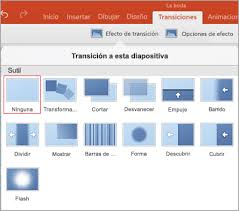 La boda
Inicio Insertar Dibujar Diseño Transiciones Animacion
Efecto de transición Opciones de efecto
Transición a esta diapositiva
Sutil
Ninguna Transforma... Cortar Desvanecer Empuje Barrido
Dividir Mostrar Barras de ... Forma Descubrir Cubrir
Flash